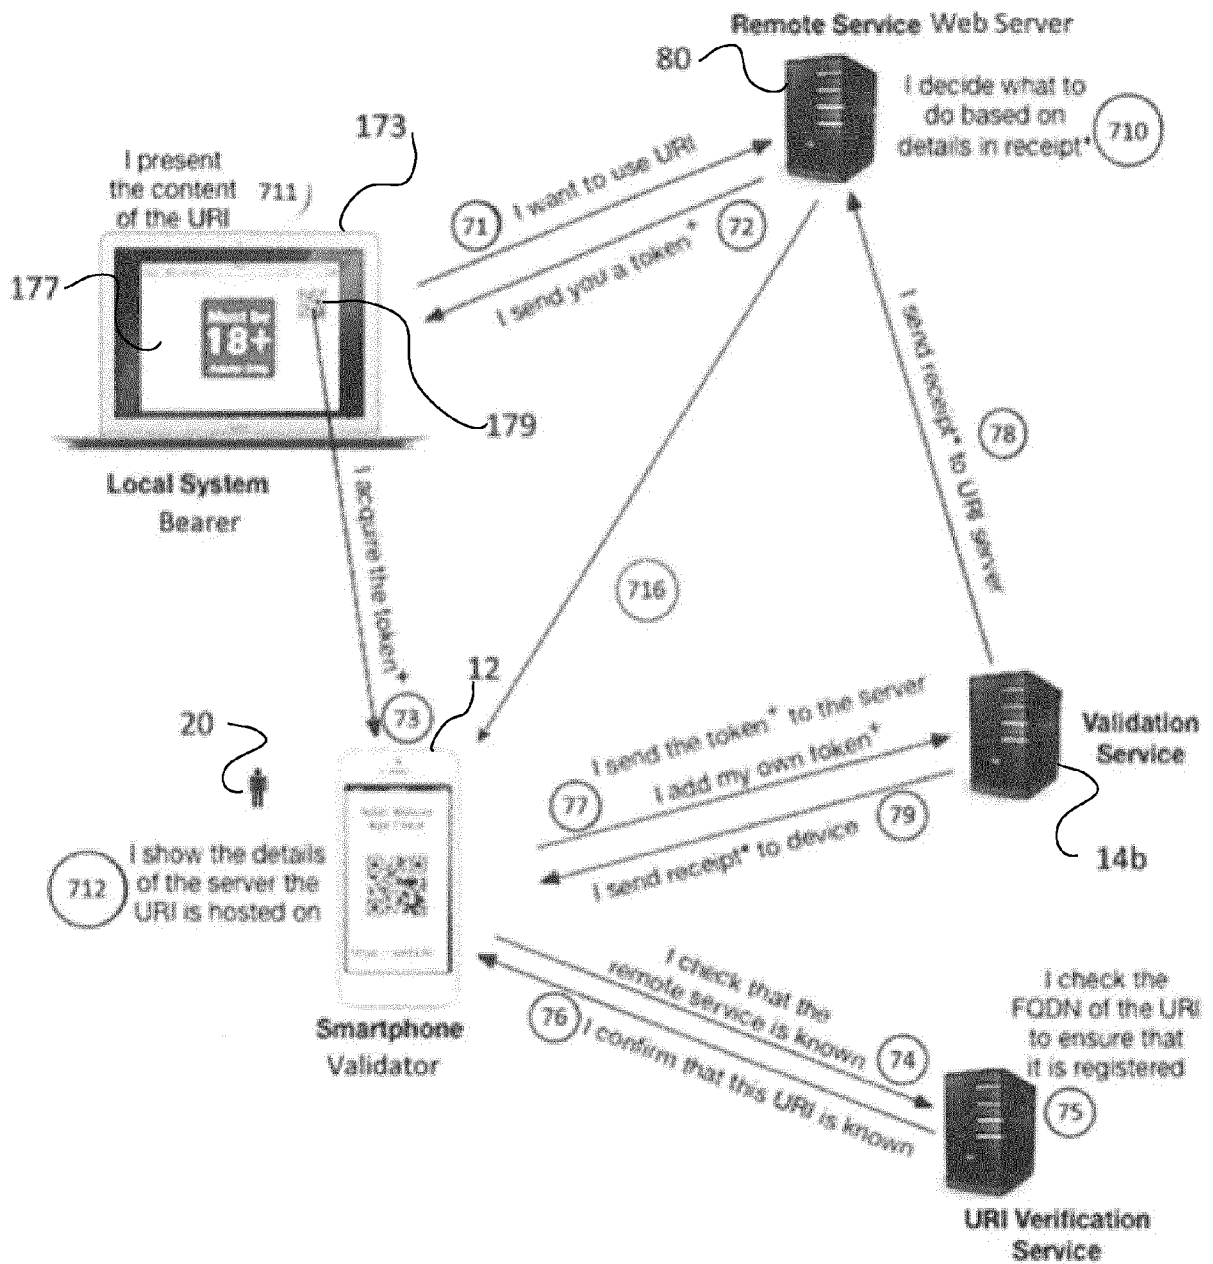 Remote Service Web Server
80
I decide what to
do based on
details in receipt*
710
173
I present
the content
of the URI
711
71
I want to use URI
72
I send you a token*
177
18+
179
Local System
Bearer
I acquire the token*
73
716
I send receipt* to URI server
78
12
20
Validation
Service
14b
I send the token* to the server
I add my own token*
77
79
I send receipt* to device
712
I show the details
of the server the
URI is hosted on
Smartphone
Validator
I check that the
remote service is known
74
76
I confirm that this URI is known
I check the
FQDN of the URI
to ensure that
it is registered
75
URI Verification
Service